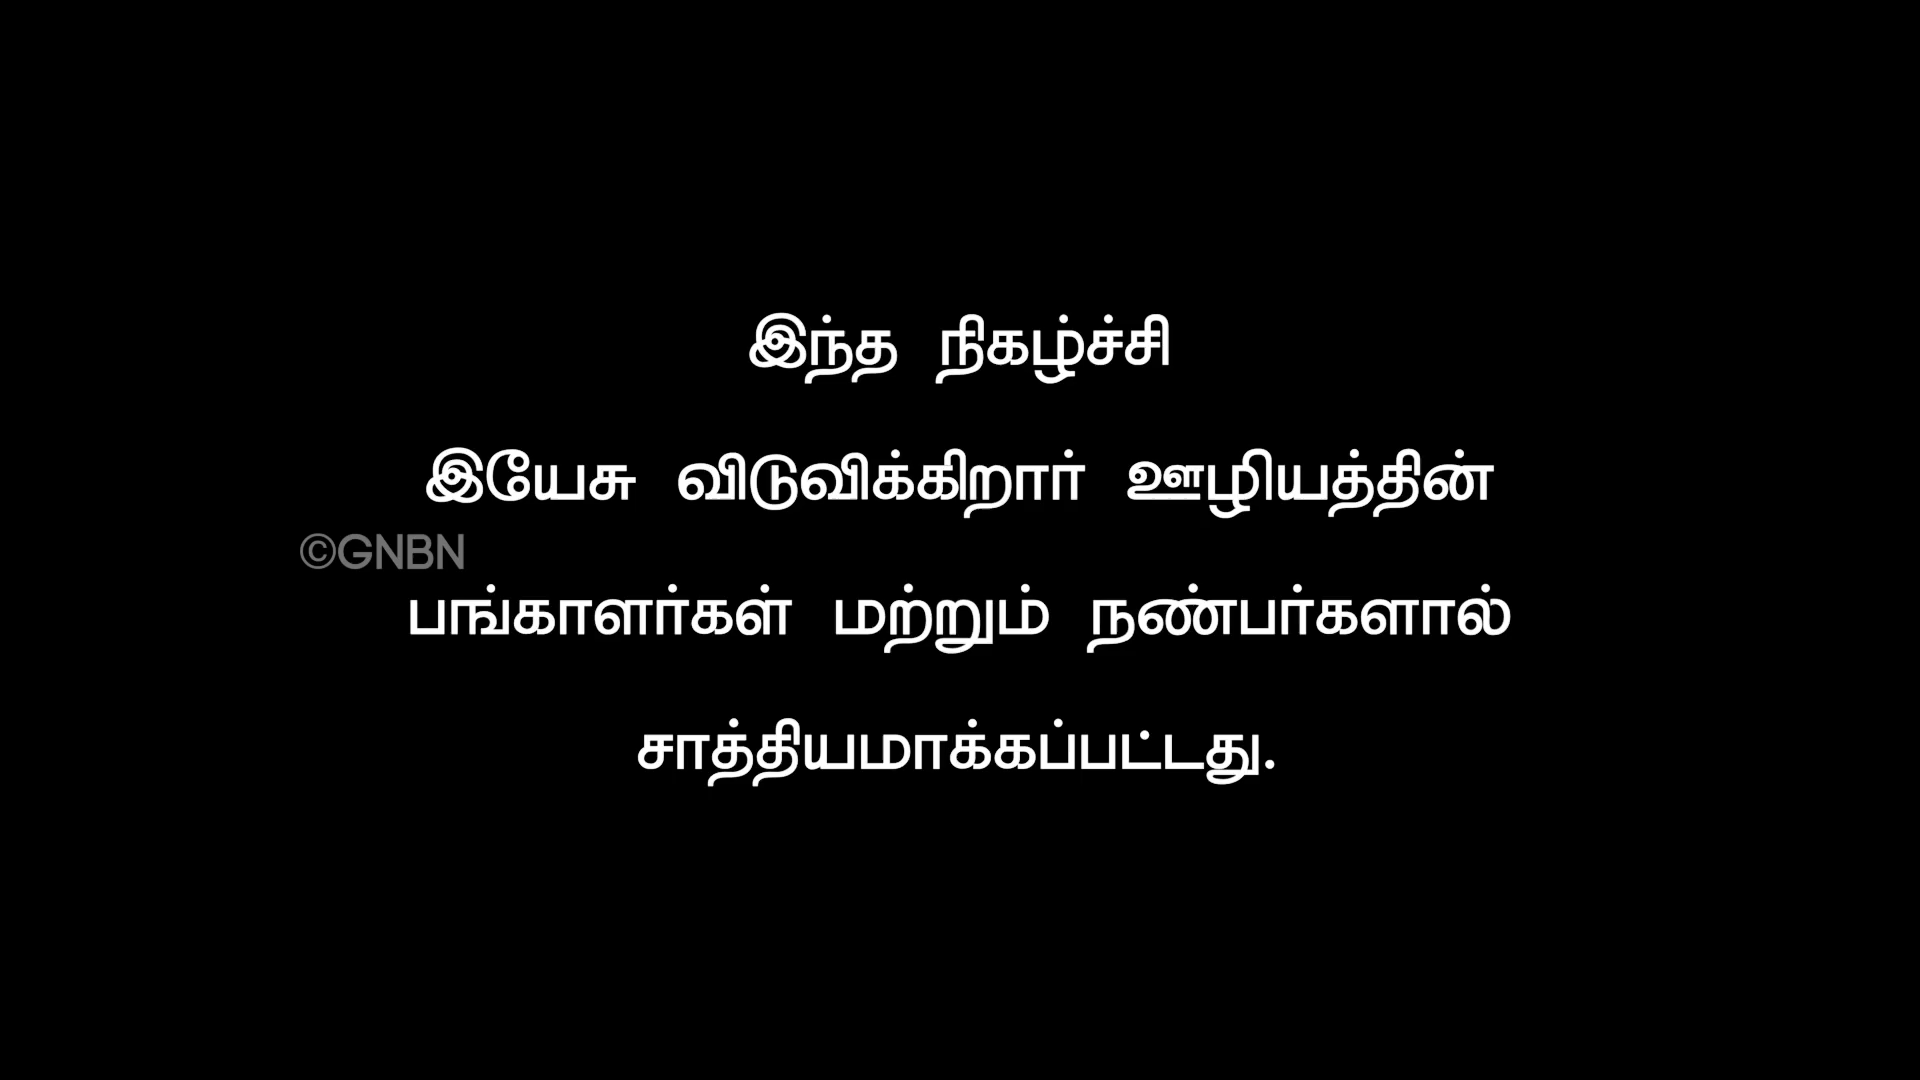 இந்த நிகழ்ச்சி
இயேசு விடுவிக்கிறார் ஊழியத்தின்
©GNBN
பங்காளர்கள் மற்றும் நண்பர்களால்
சாத்தியமாக்கப்பட்டது.